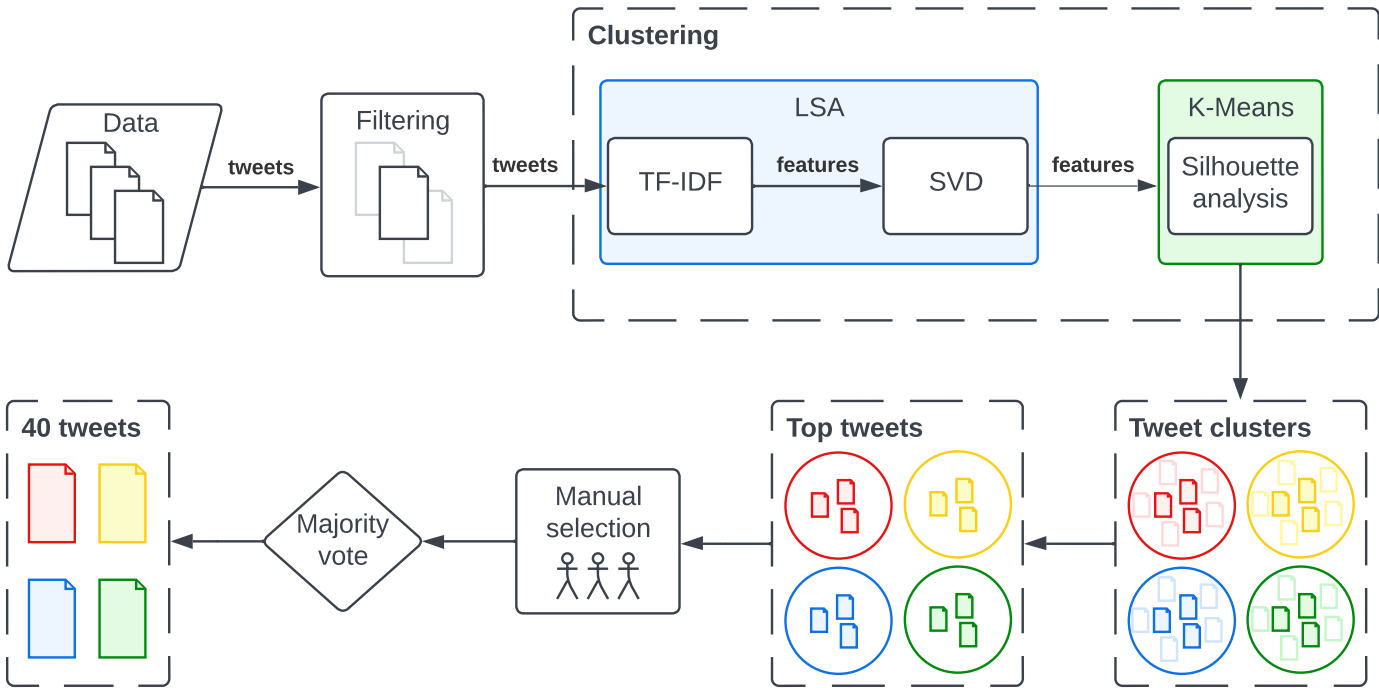 Clustering
Data
tweets
Filtering
tweets
LSA
TF-IDF
features
SVD
features
K-Means
Silhouette
analysis
40 tweets
Majority
vote
Manual
selection
Top tweets
Tweet clusters